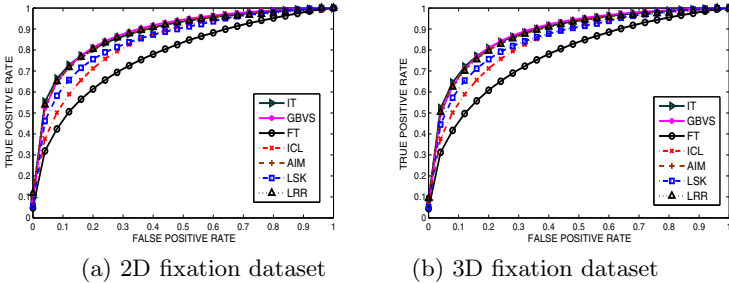 1
0.9
0.8
0.7
0.6
0.5
0.4
0.3
0.2
0.1
0
TRUE POSITIVE RATE
0 0.1 0.2 0.3 0.4 0.5 0.6 0.7 0.8 0.9 1
FALSE POSITIVE RATE
IT
GBVS
FT
ICL
AIM
LSK
LRR
(a) 2D fixation dataset
1
0.9
0.8
0.7
0.6
0.5
0.4
0.3
0.2
0.1
0
TRUE POSITIVE RATE
0 0.1 0.2 0.3 0.4 0.5 0.6 0.7 0.8 0.9 1
FALSE POSITIVE RATE
IT
GBVS
FT
ICL
AIM
LSK
LRR
(b) 3D fixation dataset